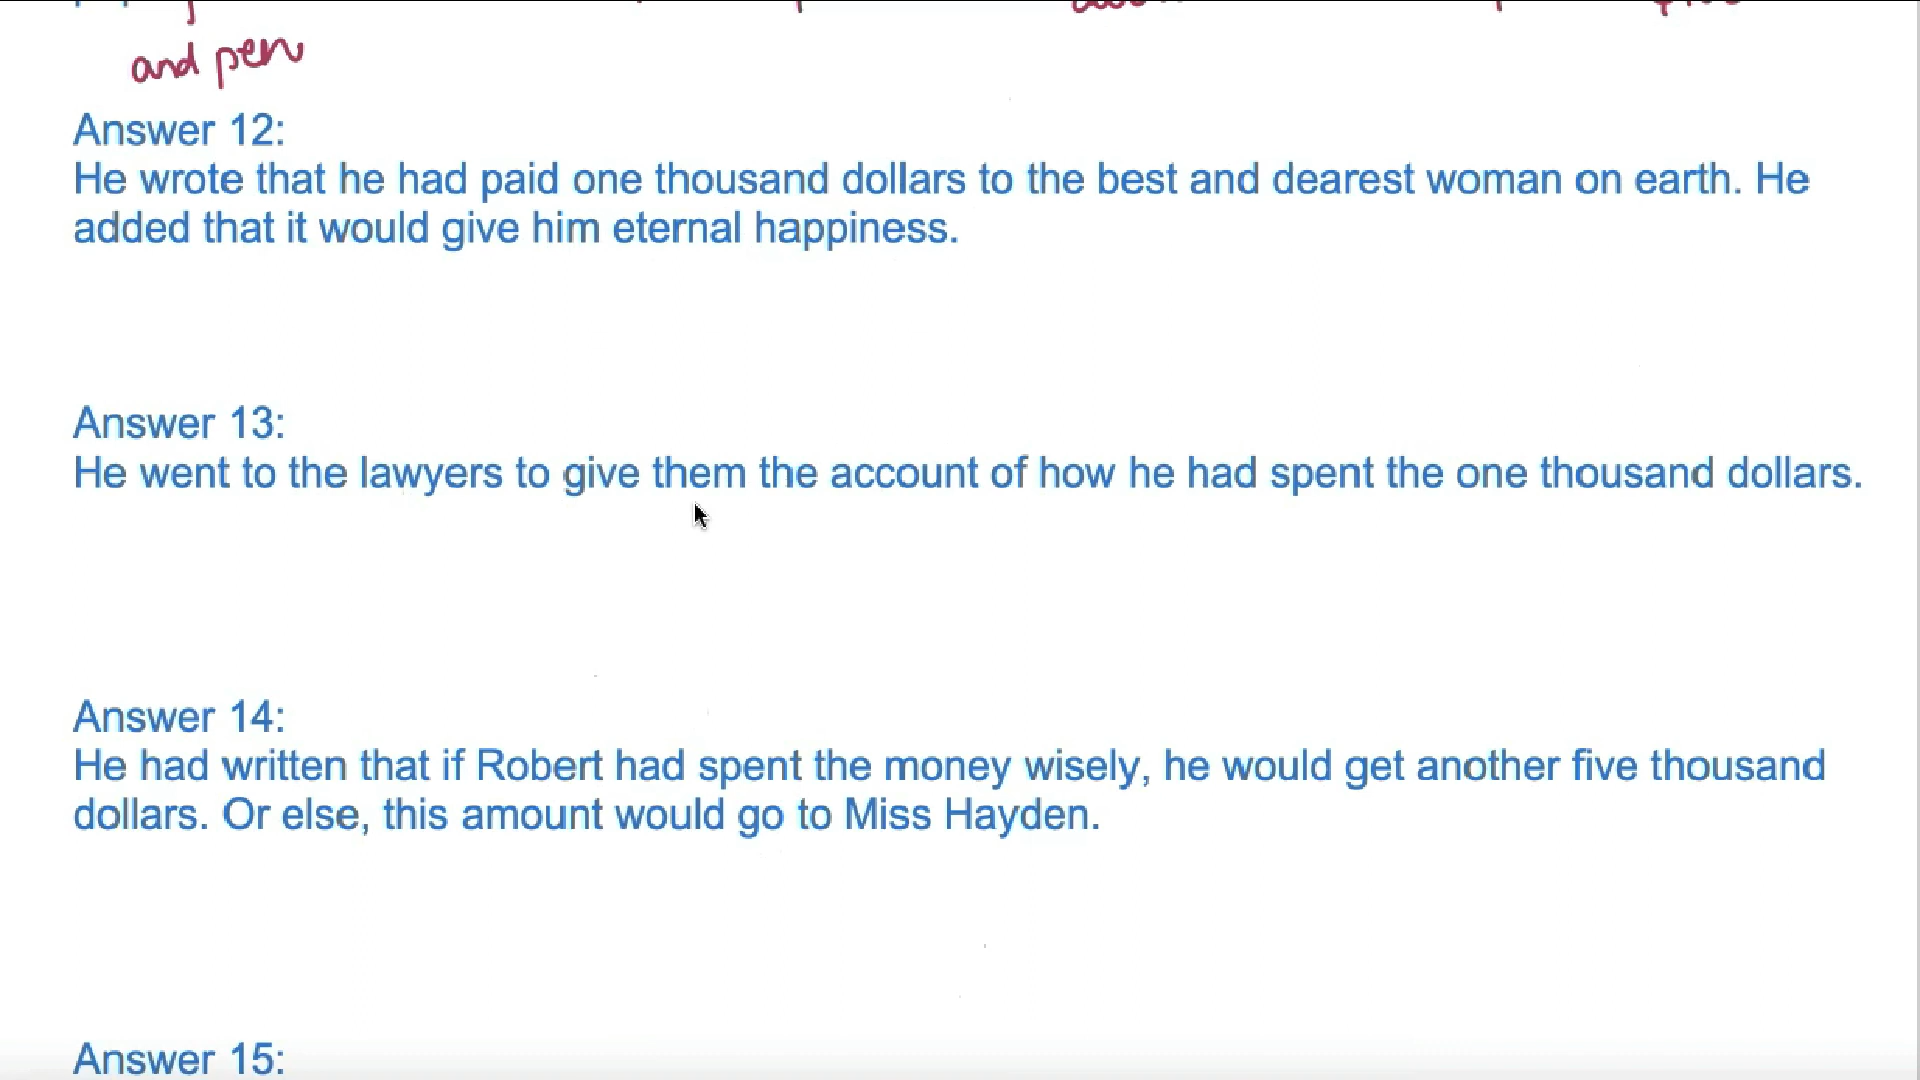 and pen
Answer 12:
He wrote that he had paid one thousand dollars to the best and dearest woman on earth. He
added that it would give him eternal happiness.
Answer 13:
He went to the lawyers to give them the account of how he had spent the one thousand dollars.
Answer 14:
He had written that if Robert had spent the money wisely, he would get another five thousand
dollars. Or else, this amount would go to Miss Hayden.
Answer 15: